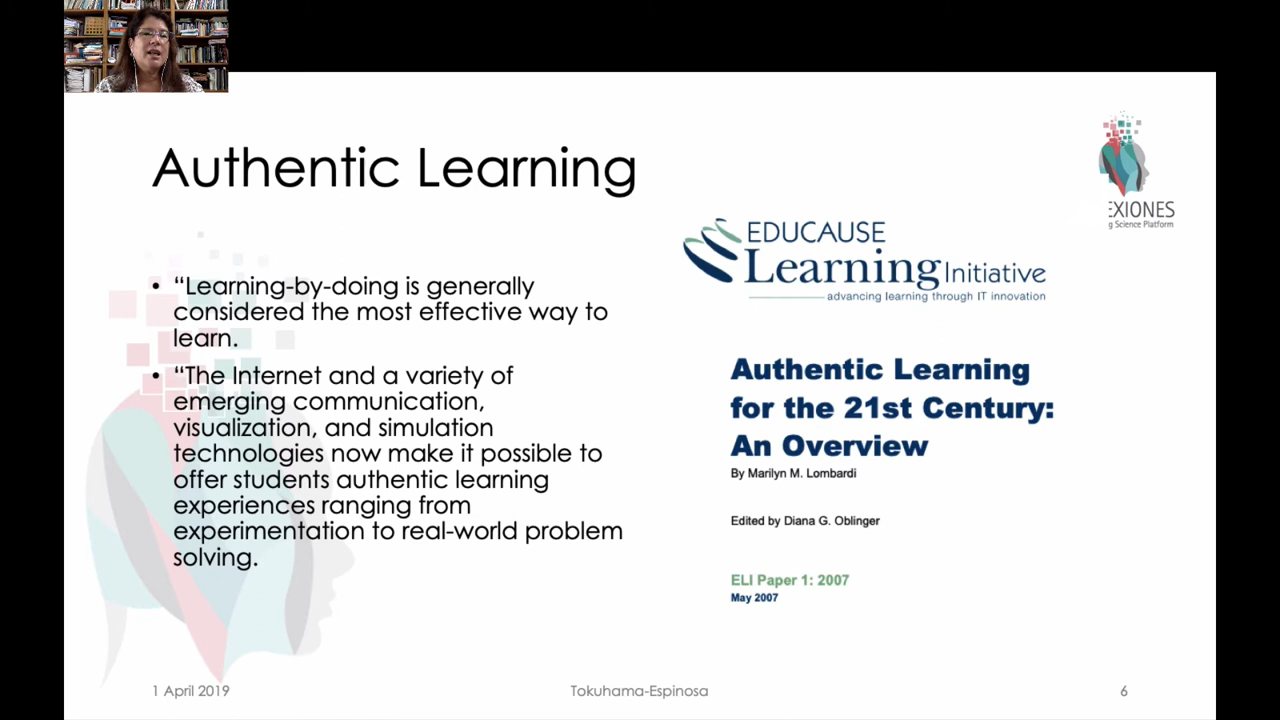 Authentic Learning
EXIONES
g Science Platform
• “Learning-by-doing is generally
considered the most effective way to
learn.
• “The Internet and a variety of
emerging communication,
visualization, and simulation
technologies now make it possible to
offer students authentic learning
experiences ranging from
experimentation to real-world problem
solving.
EDUCAUSE
Learning Initiative
advancing learning through IT innovation
Authentic Learning
for the 21st Century:
An Overview
By Marilyn M. Lombardi
Edited by Diana G. Oblinger
ELI Paper 1: 2007
May 2007
1 April 2019
Tokuhama-Espinosa
6